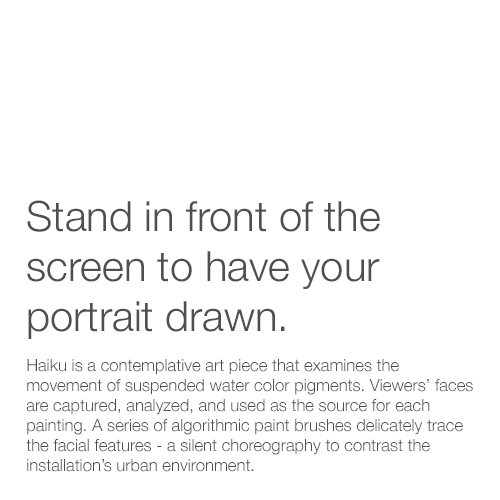 Stand in front of the
screen to have your
portrait drawn.
Haiku is a contemplative art piece that examines the
movement of suspended water color pigments. Viewers’ faces
are captured, analyzed, and used as the source for each
painting. A series of algorithmic paint brushes delicately trace
the facial features - a silent choreography to contrast the
installation’s urban environment.